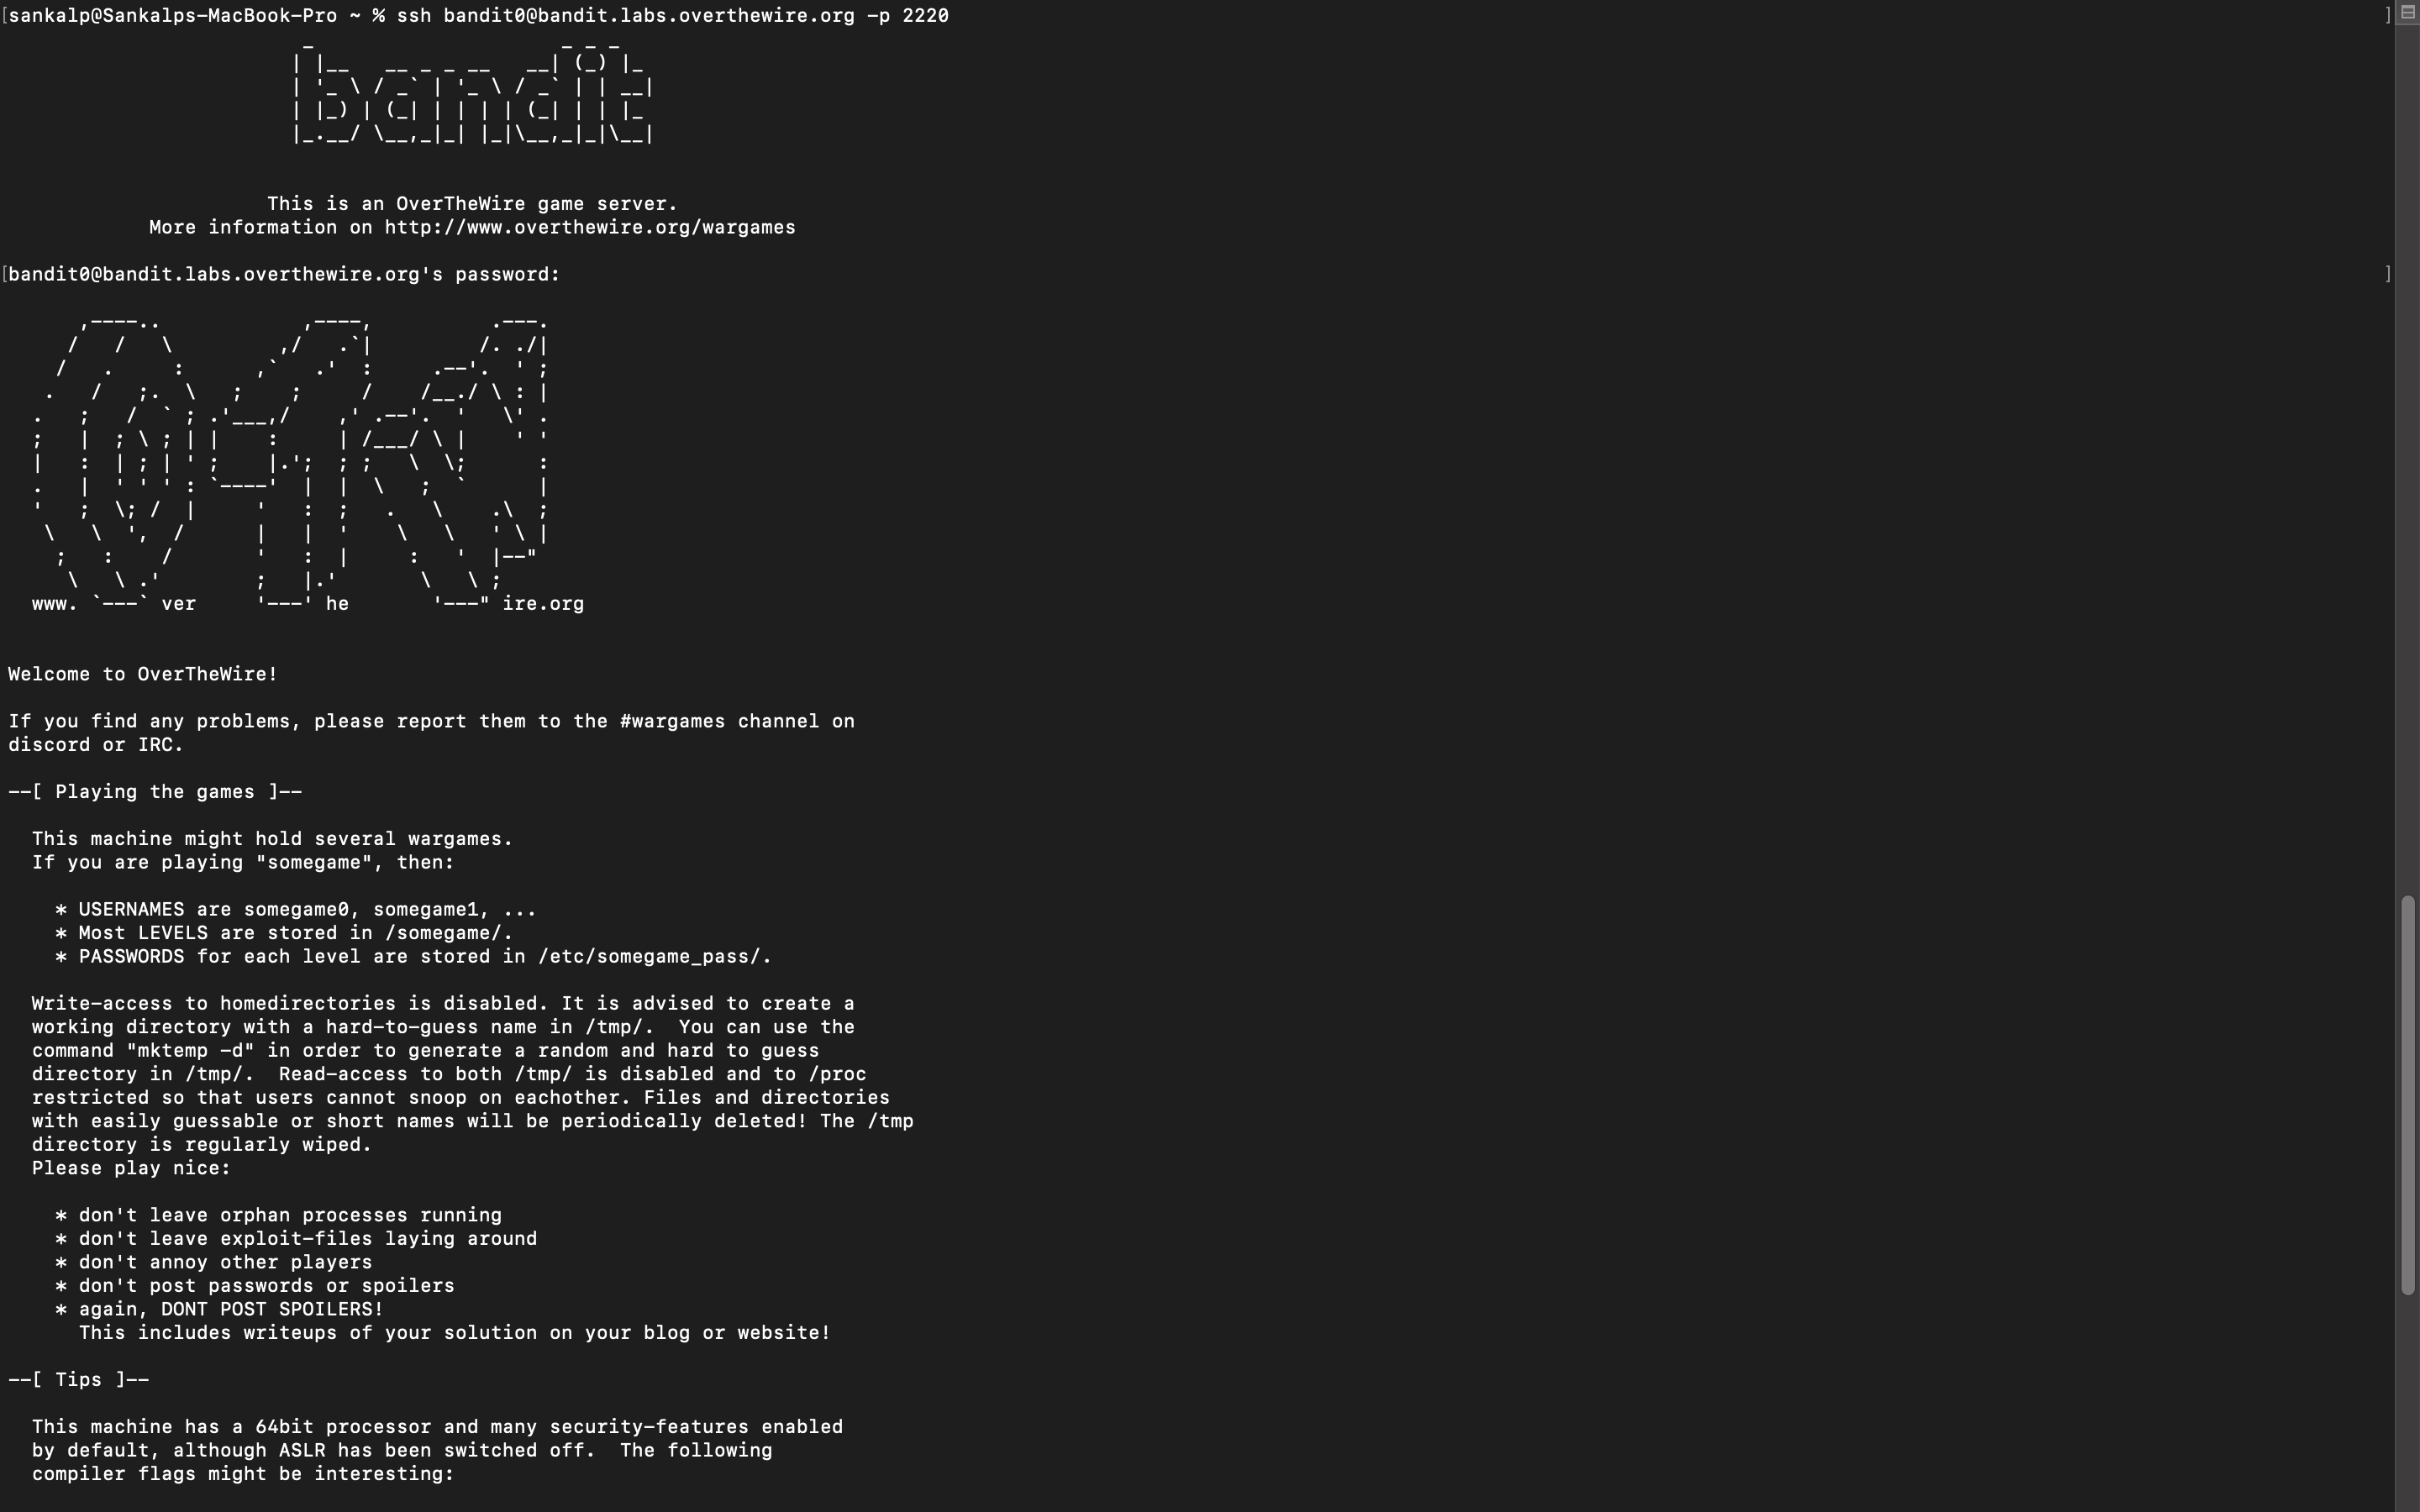 [sankalp@Sankalps-MacBook-Pro ~ % ssh bandit0@bandit.labs.overthewire.org -p 2220 ]
                         _                     _ _ _
                        | |__   __ _ _ __   __| (_) |_
                        | '_ \ / _` | '_ \ / _` | | __|
                        | |_) | (_| | | | | (_| | | |_
                        |_.__/ \__,_|_| |_|\__,_|_|\__|
                      This is an OverTheWire game server.
            More information on http://www.overthewire.org/wargames
[bandit0@bandit.labs.overthewire.org's password: ]
      ,----..            ,----,          .---.
     /   /   \         ,/   .`|         /. ./|
    /   .     :      ,`   .'  :     .--'.  ' ;
   .   /   ;.  \   ;    ;     /    /__./ \ : |
  .   ;   /  ` ; .'___,/    ,' .--'.  '   \' .
  ;   |  ; \ ; | |    :     | /___/ \ |    ' '
  |   :  | ; | ' ;    |.';  ; ;   \  \;      :
  .   |  ' ' ' : `----'  |  |  \   ;  `      |
  '   ;  \; /  |     '   :  ;   .   \    .\  ;
   \   \  ',  /      |   |  '    \   \   ' \ |
    ;   :    /       '   :  |     :   '  |--"
     \   \ .'        ;   |.'       \   \ ;
  www. `---` ver     '---' he       '---" ire.org
Welcome to OverTheWire!
If you find any problems, please report them to the #wargames channel on
discord or IRC.
--[ Playing the games ]--
  This machine might hold several wargames.
  If you are playing "somegame", then:
    * USERNAMES are somegame0, somegame1, ...
    * Most LEVELS are stored in /somegame/.
    * PASSWORDS for each level are stored in /etc/somegame_pass/.
  Write-access to homedirectories is disabled. It is advised to create a
  working directory with a hard-to-guess name in /tmp/.  You can use the
  command "mktemp -d" in order to generate a random and hard to guess
  directory in /tmp/.  Read-access to both /tmp/ is disabled and to /proc
  restricted so that users cannot snoop on eachother. Files and directories
  with easily guessable or short names will be periodically deleted! The /tmp
  directory is regularly wiped.
  Please play nice:
    * don't leave orphan processes running
    * don't leave exploit-files laying around
    * don't annoy other players
    * don't post passwords or spoilers
    * again, DONT POST SPOILERS!
      This includes writeups of your solution on your blog or website!
--[ Tips ]--
  This machine has a 64bit processor and many security-features enabled
  by default, although ASLR has been switched off.  The following
  compiler flags might be interesting: